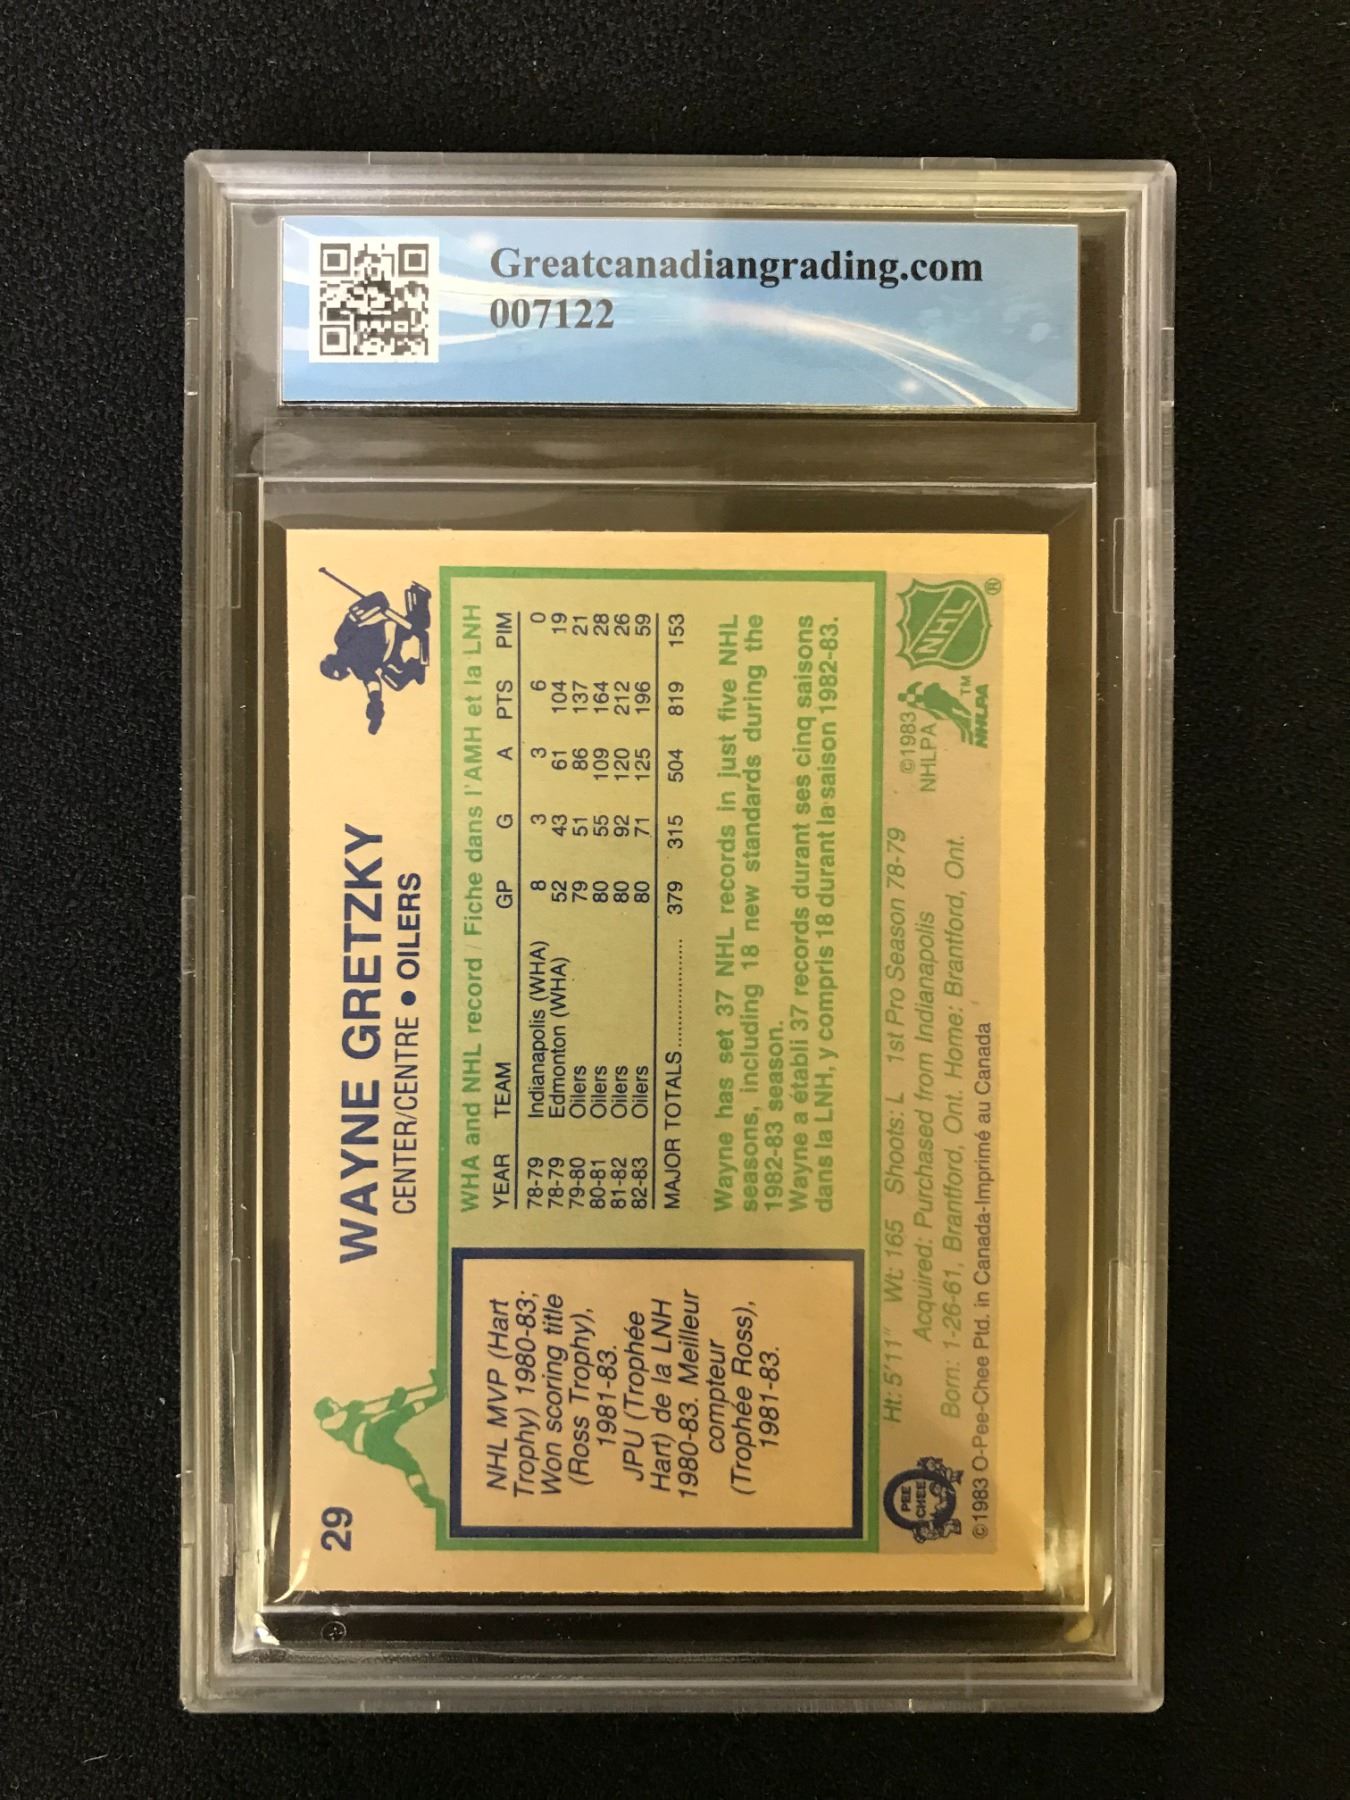 Greatcanadiangrading.com
007122
29
WAYNE GRETZKY
CENTER/CENTRE • OILERS
NHL MVP (Hart
Trophy) 1980-83;
Won scoring title
(Ross Trophy),
1981-83.
JPU (Trophée
Hart) de la LNH
1980-83. Meilleur
compteur
(Trophée Ross),
1981-83.
WHA and NHL record / Fiche dans l'AMH et la LNH
YEAR TEAM GP G A PTS PIM
78-79 Indianapolis (WHA) 8 3 3 6 0
78-79 Edmonton (WHA) 52 43 61 104 19
79-80 Oilers 79 51 86 137 21
80-81 Oilers 80 55 109 164 28
81-82 Oilers 80 92 120 212 26
82-83 Oilers 80 71 125 196 59
MAJOR TOTALS.................. 379 315 504 819 153
Wayne has set 37 NHL records in just five NHL
seasons, including 18 new standards during the
1982-83 season.
Wayne a établi 37 records durant ses cinq saisons
dans la LNH, y compris 18 durant la saison 1982-83.
Ht: 5'11" Wt: 165 Shoots: L 1st Pro Season 78-79
Acquired: Purchased from Indianapolis
Born: 1-26-61, Brantford, Ont. Home: Brantford, Ont.
©1983 O-Pee-Chee Ptd. in Canada-Imprimé au Canada
O
PEE
CHEE
©1983
NHLPA
NHLPA
TM
NHL
®